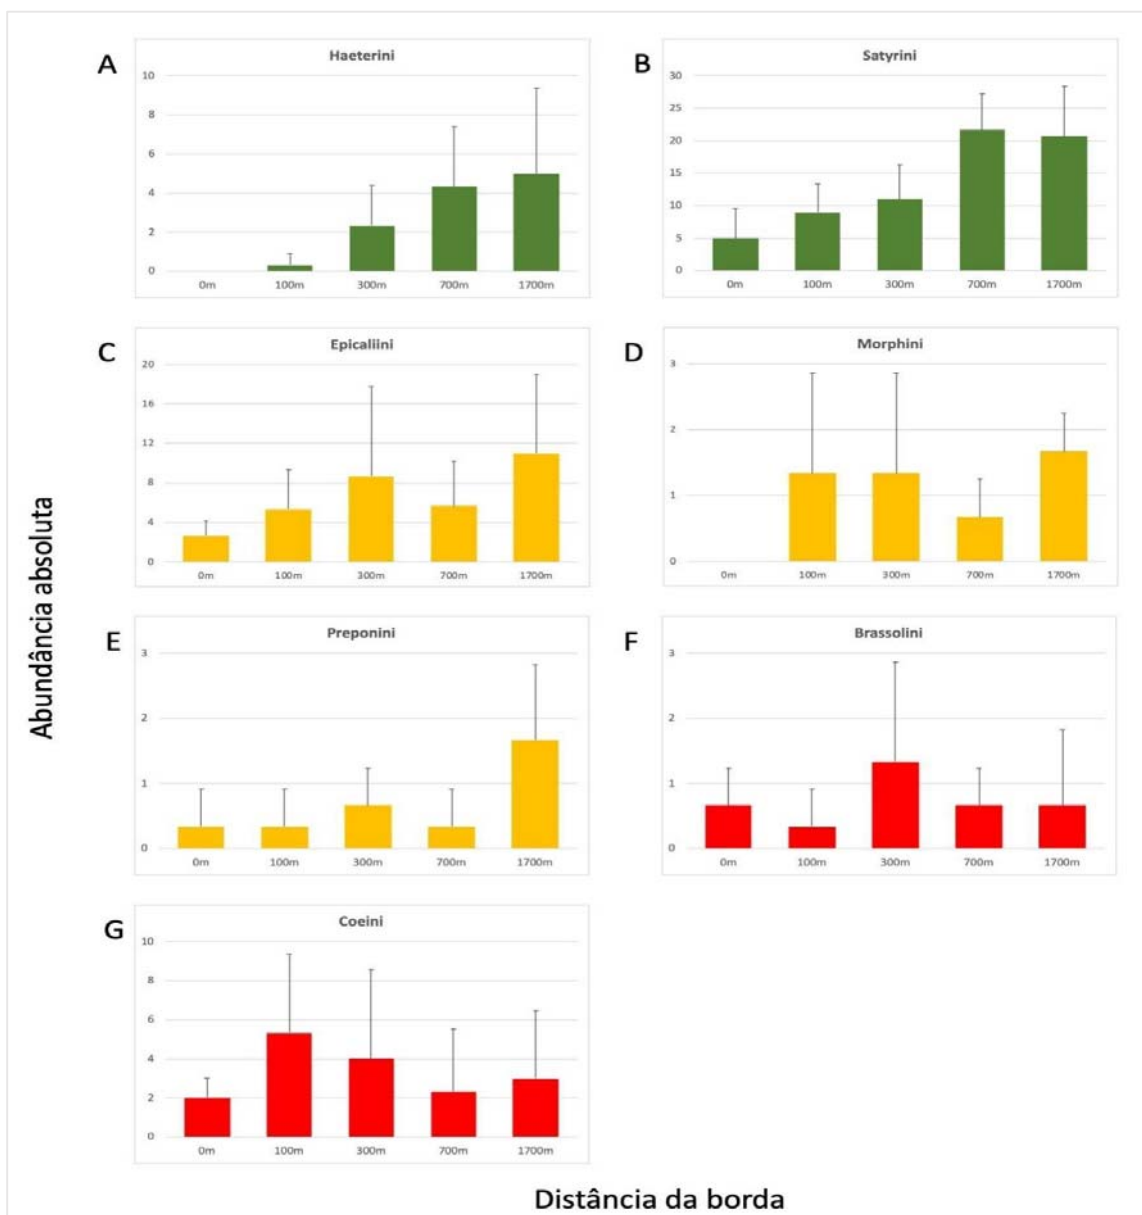 A
Haeterini
10
8
6
4
2
0
0m 100m 300m 700m 1700m
B
Satyrini
30
25
20
15
10
5
0
0m 100m 300m 700m 1700m
C
Epicaliini
20
16
12
8
4
0
0m 100m 300m 700m 1700m
D
Morphini
3
2
1
0
0m 100m 300m 700m 1700m
E
Preponini
3
2
1
0
0m 100m 300m 700m 1700m
F
Brassolini
3
2
1
0
0m 100m 300m 700m 1700m
G
Coeini
10
8
6
4
2
0
0m 100m 300m 700m 1700m
Abundância absoluta
Distância da borda